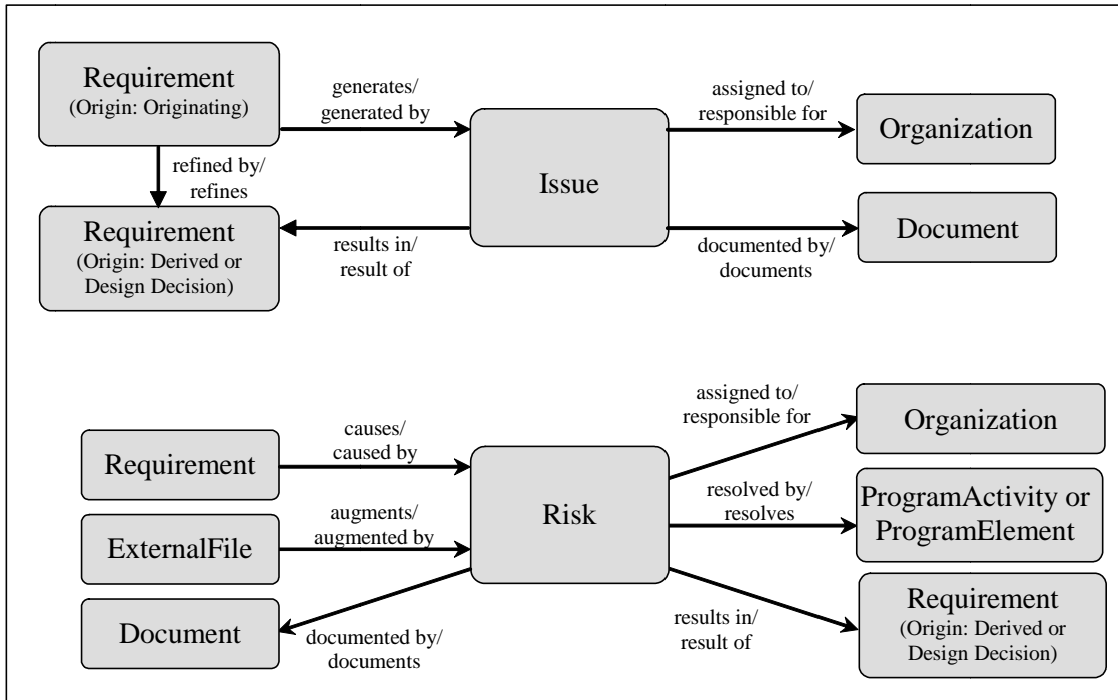 Requirement
(Origin: Originating)
generates/
generated by
assigned to/
responsible for
Issue
Organization
refined by/
refines
Requirement
(Origin: Derived or
Design Decision)
results in/
result of
documented by/
documents
Document
Requirement
causes/
caused by
assigned to/
responsible for
Organization
ExternalFile
augments/
augmented by
Risk
resolved by/
resolves
ProgramActivity or
ProgramElement
Document
documented by/
documents
results in/
result of
Requirement
(Origin: Derived or
Design Decision)